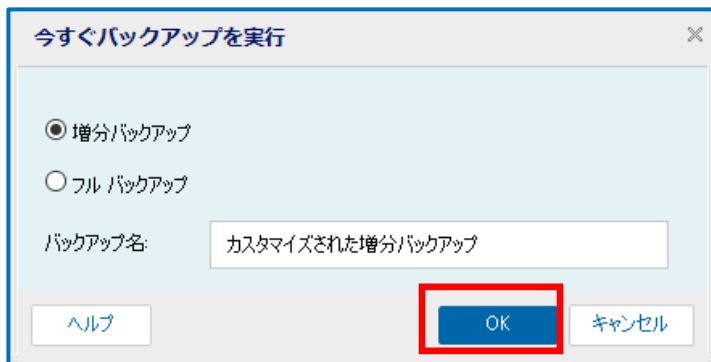 今すぐバックアップを実行
増分バックアップ
フル バックアップ
バックアップ名:
カスタマイズされた増分バックアップ
ヘルプ
OK
キャンセル